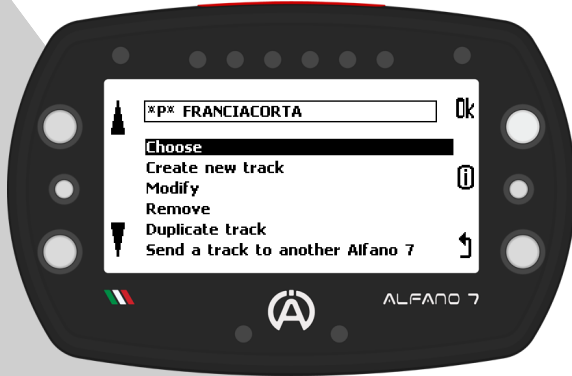 *P* FRANCIACORTA
Ok
Choose
Create new track
Modify
Remove
Duplicate track
Send a track to another Alfano 7
ALFANO 7